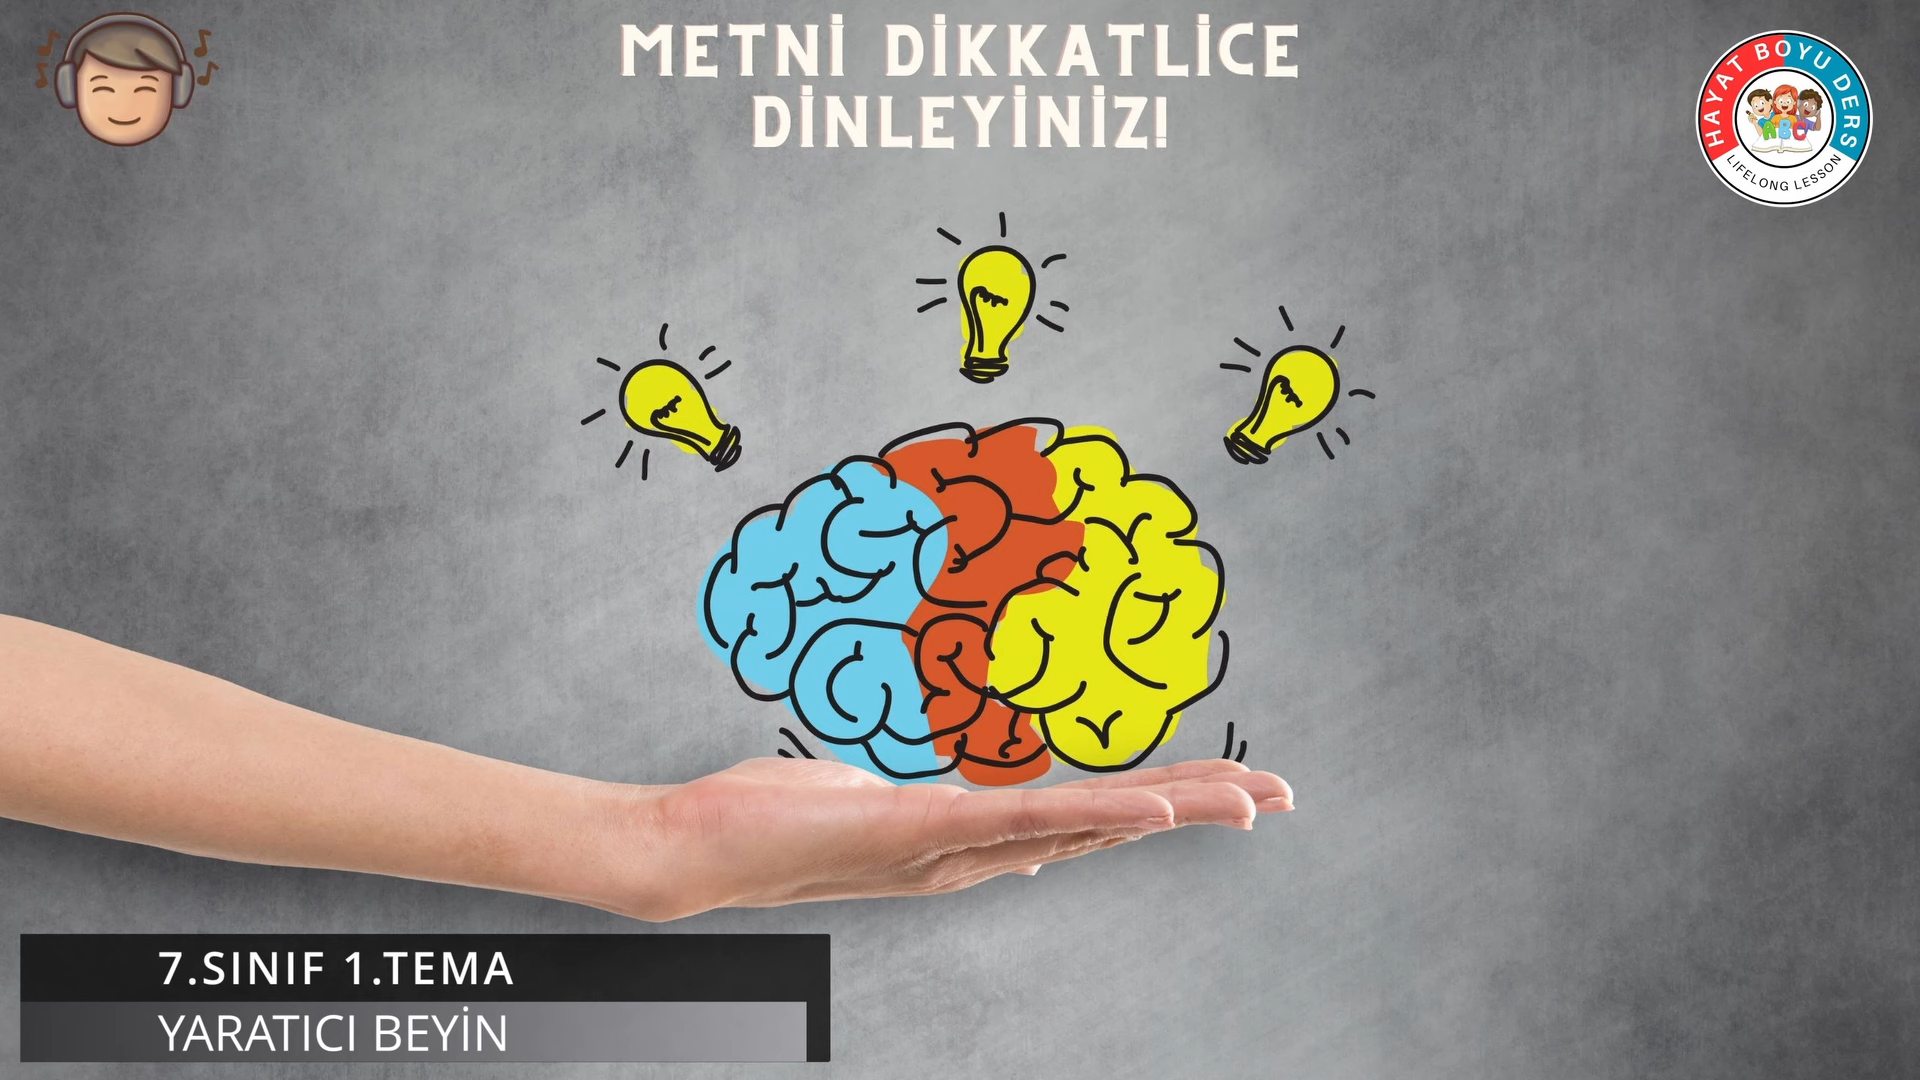 METNİ DİKKATLİCE
DİNLEYİNİZ!
HAYAT BOYU DERS
ABC
LIFELONG LESSON
7.SINIF 1.TEMA
YARATICI BEYİN